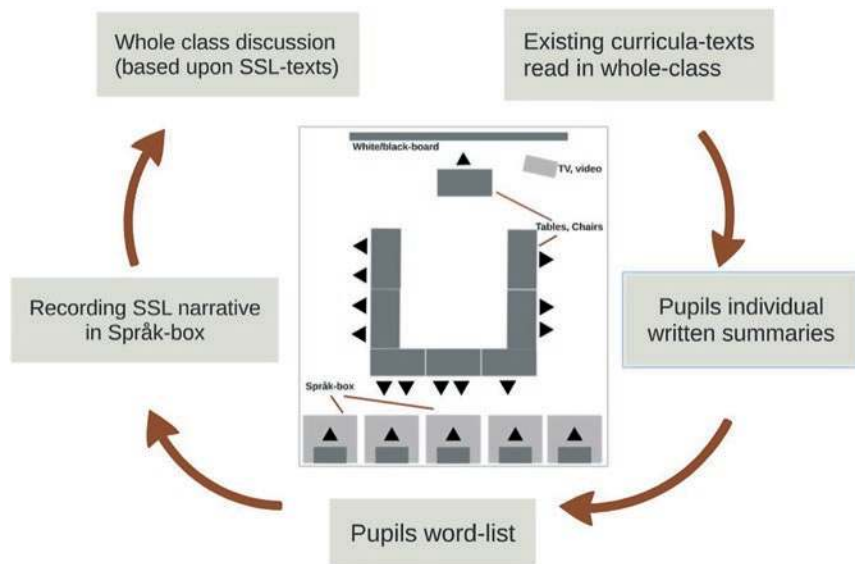 Whole class discussion
(based upon SSL-texts)
Existing curricula-texts
read in whole-class
White/black-board
TV, video
Tables, Chairs
Recording SSL narrative
in Språk-box
Pupils individual
written summaries
Språk-box
Pupils word-list